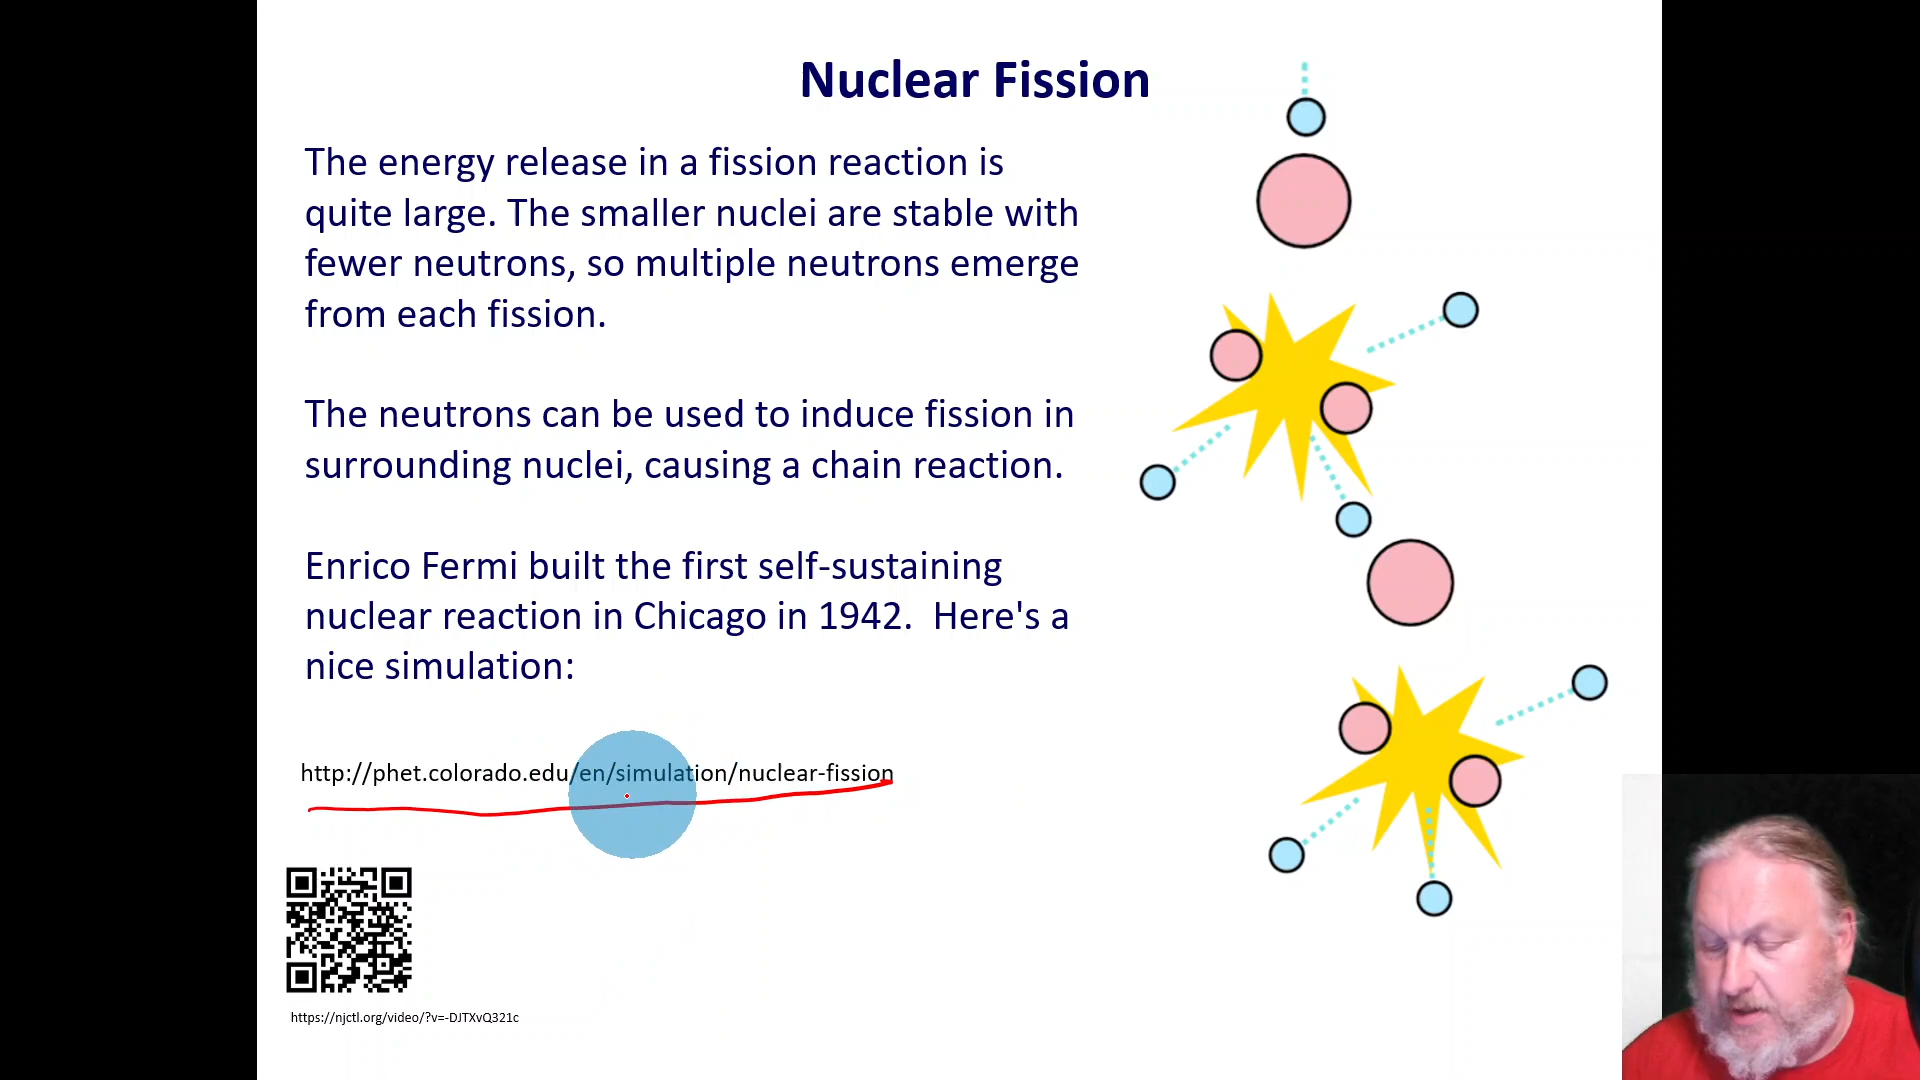 Nuclear Fission
The energy release in a fission reaction is
quite large. The smaller nuclei are stable with
fewer neutrons, so multiple neutrons emerge
from each fission.
The neutrons can be used to induce fission in
surrounding nuclei, causing a chain reaction.
Enrico Fermi built the first self-sustaining
nuclear reaction in Chicago in 1942.  Here's a
nice simulation:
http://phet.colorado.edu/en/simulation/nuclear-fission
https://njctl.org/video/?v=-DJTXvQ321c